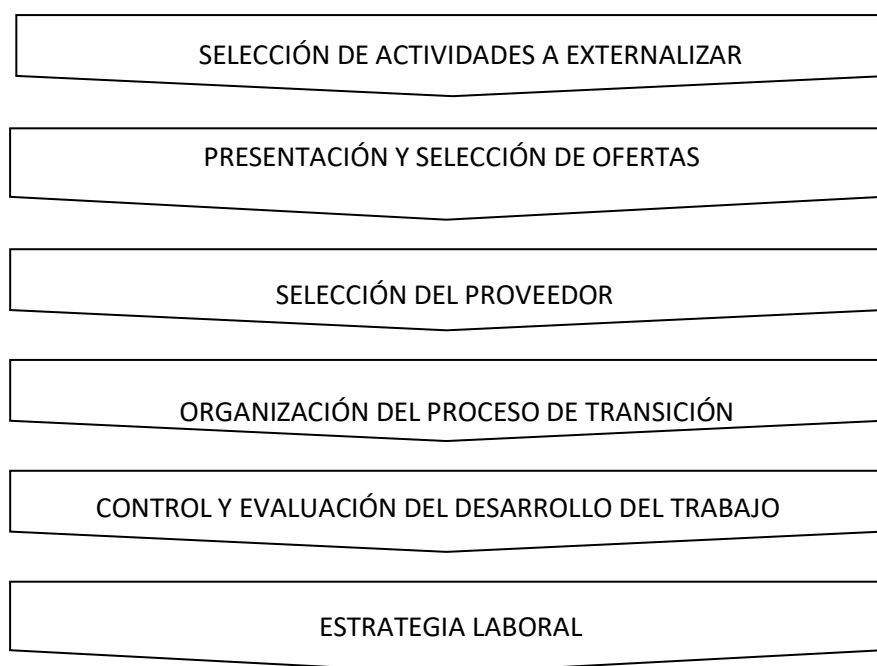 SELECCIÓN DE ACTIVIDADES A EXTERNALIZAR
PRESENTACIÓN Y SELECCIÓN DE OFERTAS
SELECCIÓN DEL PROVEEDOR
ORGANIZACIÓN DEL PROCESO DE TRANSICIÓN
CONTROL Y EVALUACIÓN DEL DESARROLLO DEL TRABAJO
ESTRATEGIA LABORAL